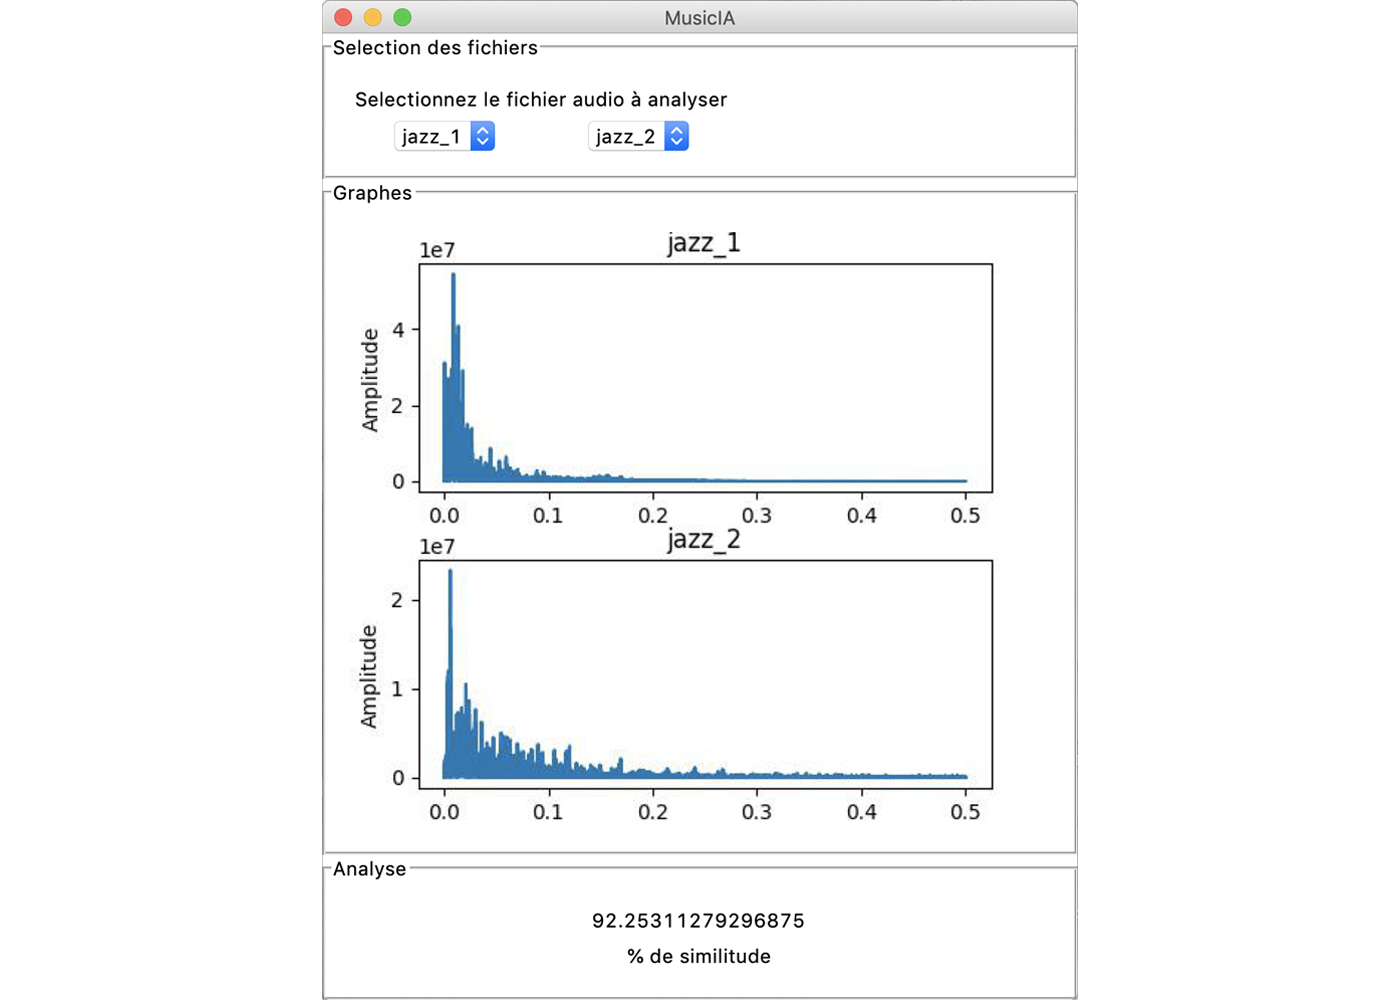 MusicIA
Selection des fichiers
Selectionnez le fichier audio à analyser
jazz_1 jazz_2
Graphes
jazz_1
1e7
Amplitude
4
2
0
0.0 0.1 0.2 0.3 0.4 0.5
jazz_2
1e7
Amplitude
2
1
0
0.0 0.1 0.2 0.3 0.4 0.5
Analyse
92.25311279296875
% de similitude